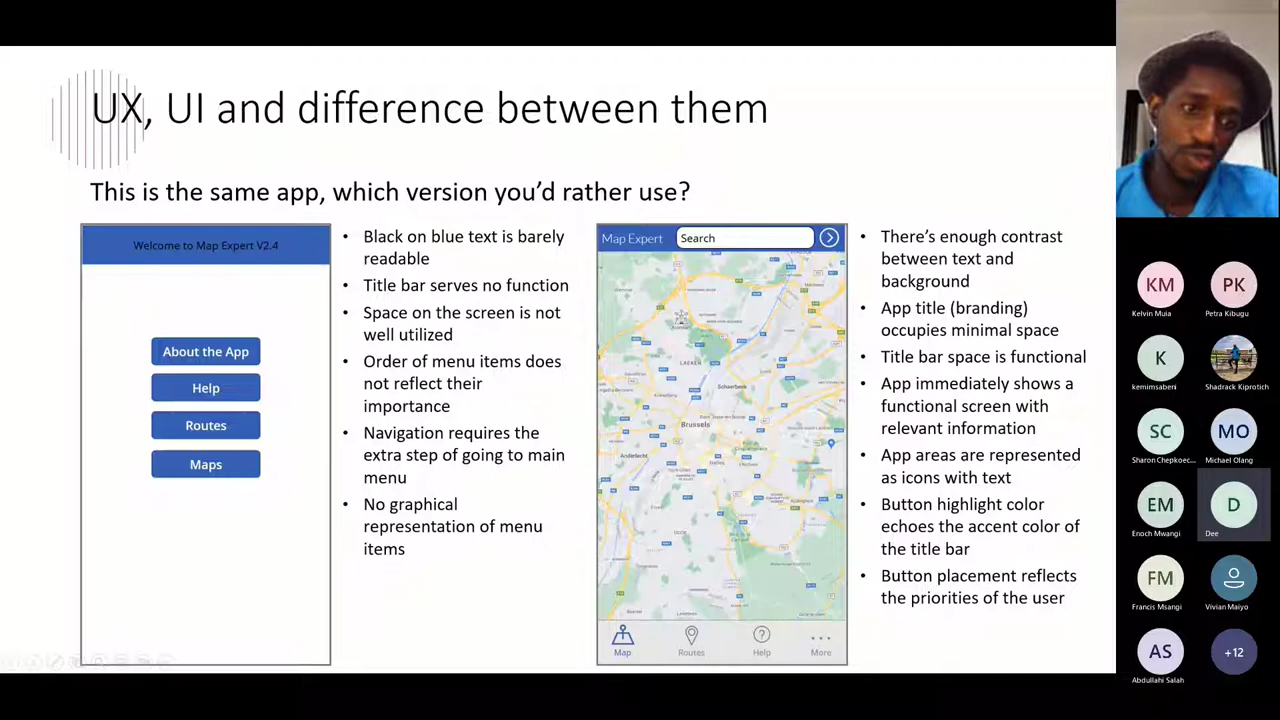 UX, UI and difference between them
This is the same app, which version you'd rather use?
Welcome to Map Expert V2.4
About the App
Help
Routes
Maps
• Black on blue text is barely
readable
• Title bar serves no function
• Space on the screen is not
well utilized
• Order of menu items does
not reflect their
importance
• Navigation requires the
extra step of going to main
menu
• No graphical
representation of menu
items
Map Expert
Search
LAEKEN
Schaerbeek
Brussels
Anderlecht
Map
Routes
Help
More
• There's enough contrast
between text and
background
• App title (branding)
occupies minimal space
• Title bar space is functional
• App immediately shows a
functional screen with
relevant information
• App areas are represented
as icons with text
• Button highlight color
echoes the accent color of
the title bar
• Button placement reflects
the priorities of the user
KM
PK
Kelvin Muia
Petra Kibugu
K
kemimsabeni
Shadrack Kiprotich
SC
MO
Sharon Chepkoec...
Michael Olang
EM
D
Enoch Mwangi
Dee
FM
Francis Msangi
Vivian Maiyo
AS
+12
Abdullahi Salah